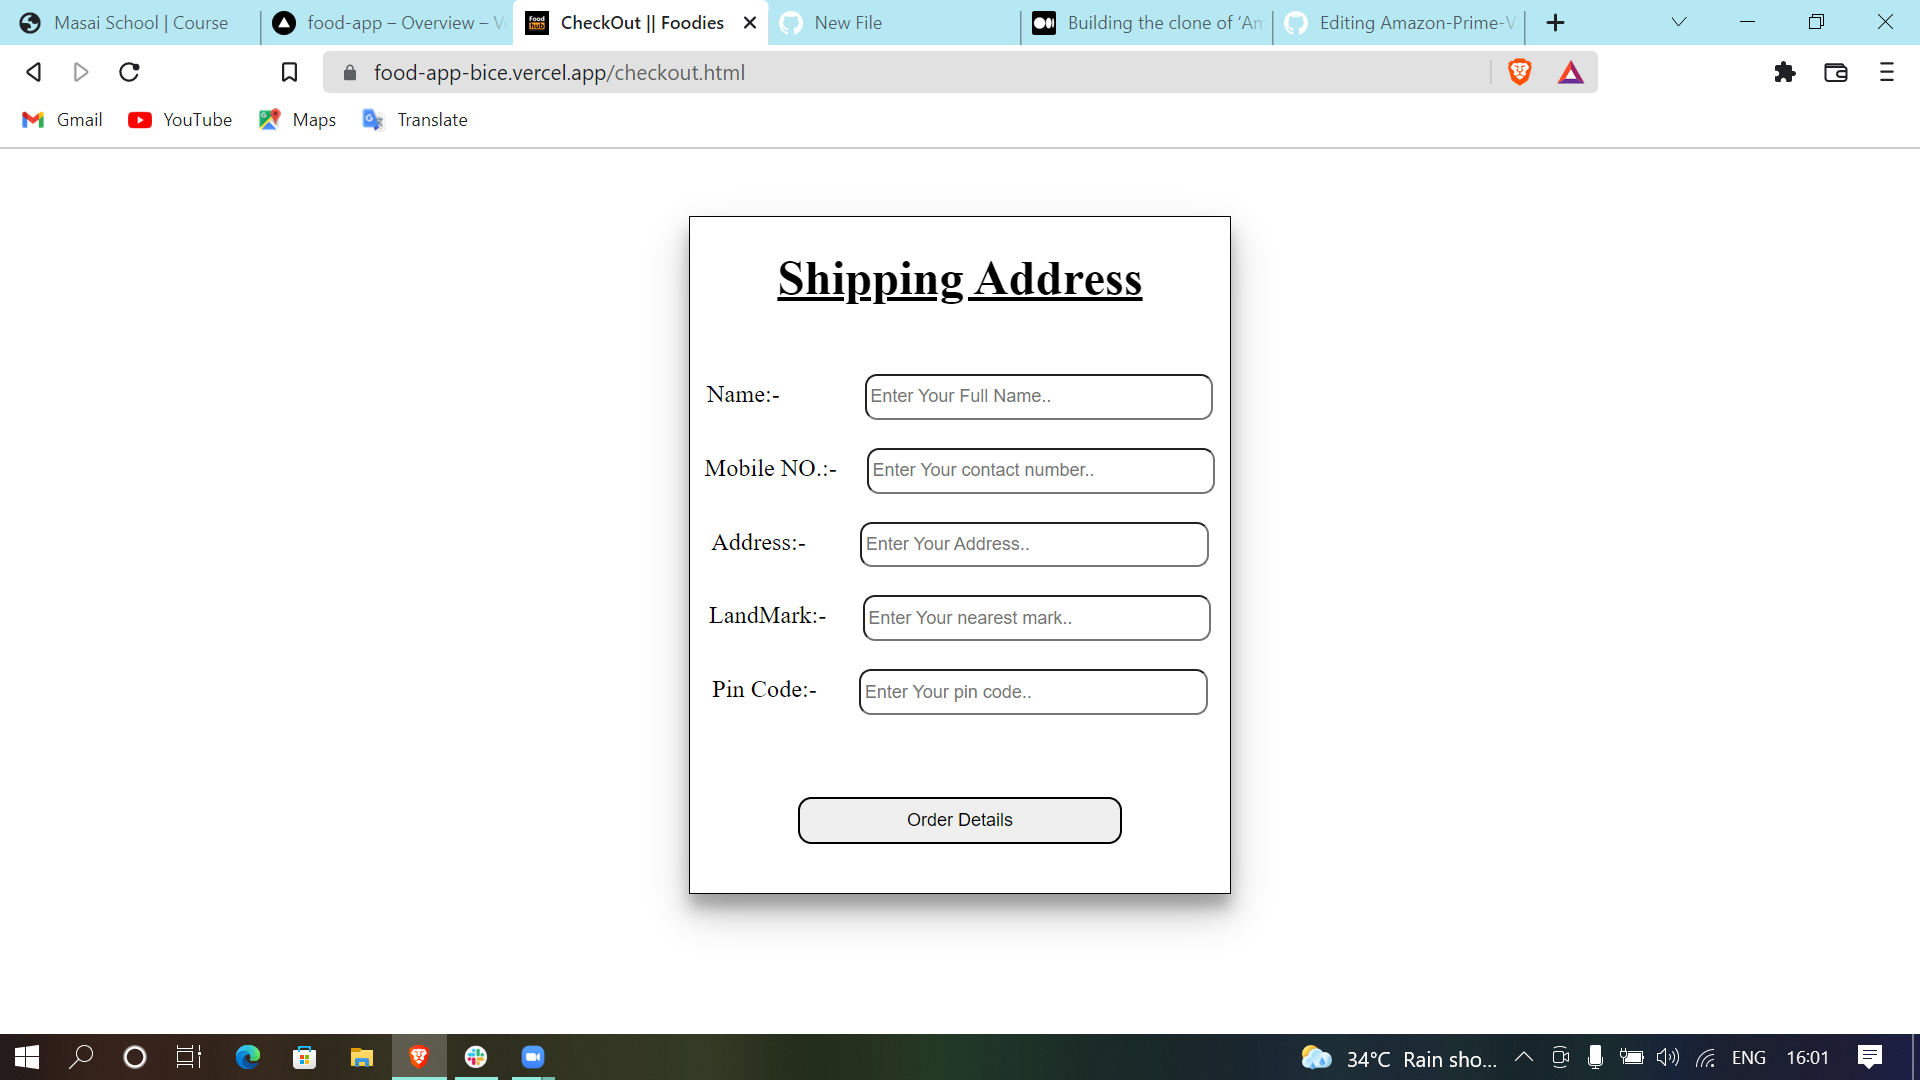 Masai School | Course
food-app – Overview – V
Food hub CheckOut || Foodies
New File
Building the clone of ‘Am
Editing Amazon-Prime-V
food-app-bice.vercel.app/checkout.html
Gmail YouTube Maps Translate
Shipping Address
Name:- Enter Your Full Name..
Mobile NO.:- Enter Your contact number..
Address:- Enter Your Address..
LandMark:- Enter Your nearest mark..
Pin Code:- Enter Your pin code..
Order Details
34°C Rain sho... ENG 16:01